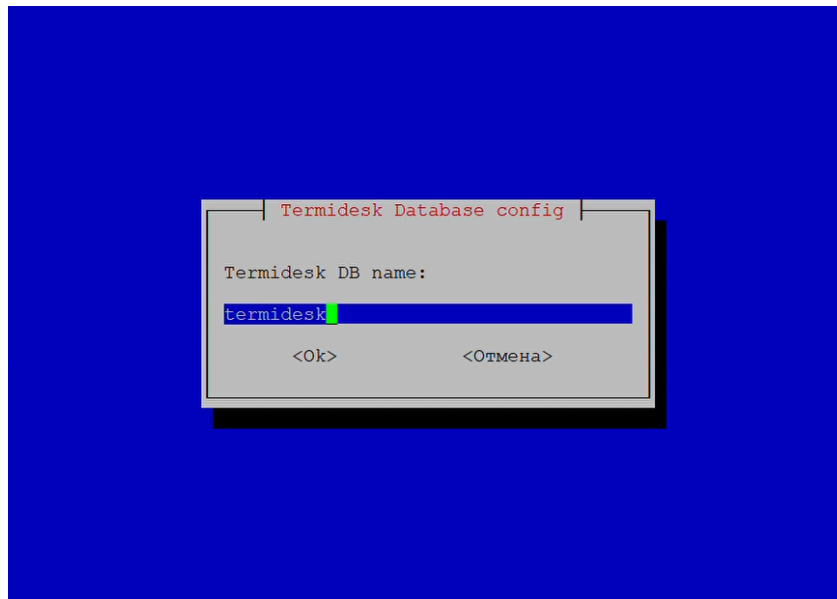 Termidesk Database config
Termidesk DB name:
termidesk
<Ok> <Отмена>